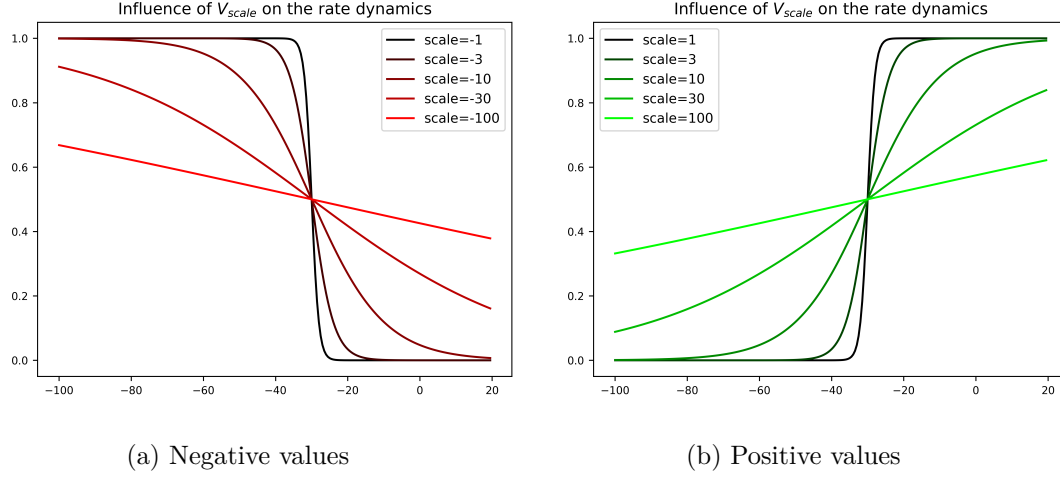 Influence of V_scale on the rate dynamics
1.0
0.8
0.6
0.4
0.2
0.0
−100
−80
−60
−40
−20
0
20
scale=-1
scale=-3
scale=-10
scale=-30
scale=-100
(a) Negative values
Influence of V_scale on the rate dynamics
1.0
0.8
0.6
0.4
0.2
0.0
−100
−80
−60
−40
−20
0
20
scale=1
scale=3
scale=10
scale=30
scale=100
(b) Positive values